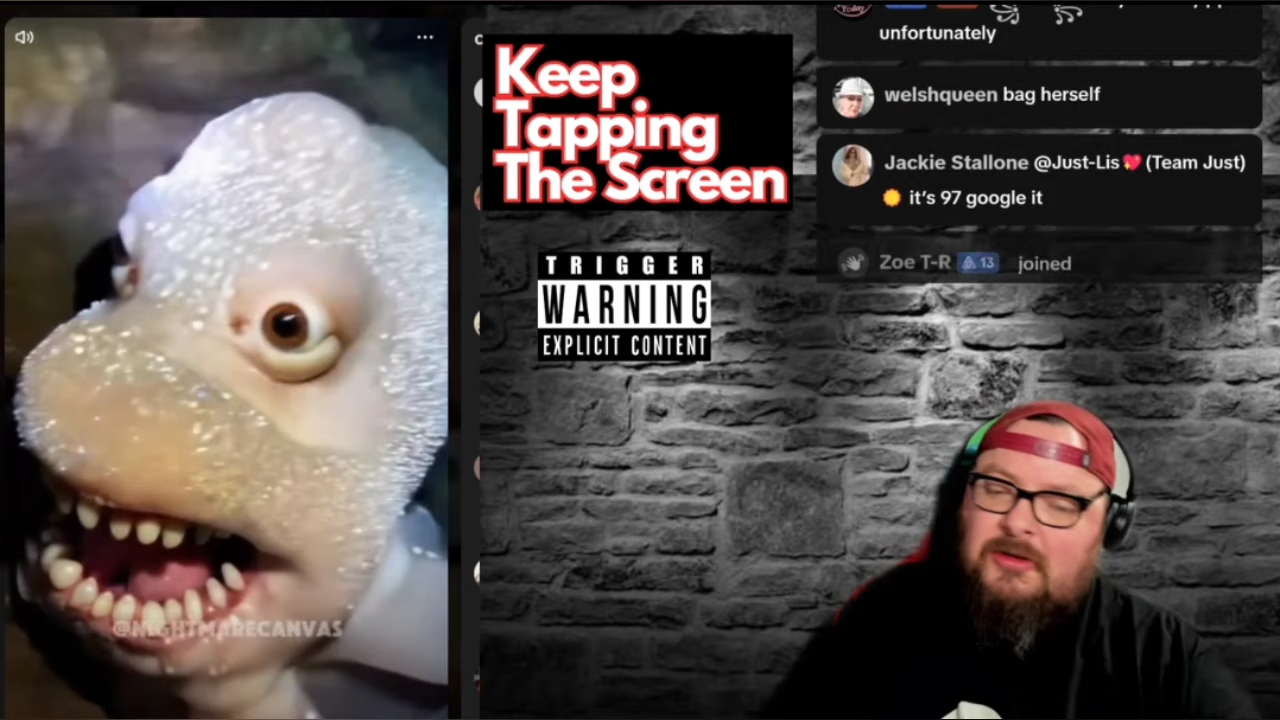 Keep
Tapping
The Screen
TRIGGER
WARNING
EXPLICIT CONTENT
unfortunately
welshqueen bag herself
Jackie Stallone @Just-Lis💖 (Team Just)
🌞 it's 97 google it
Zoe T-R 13 joined
@NIGHTMARECANVAS